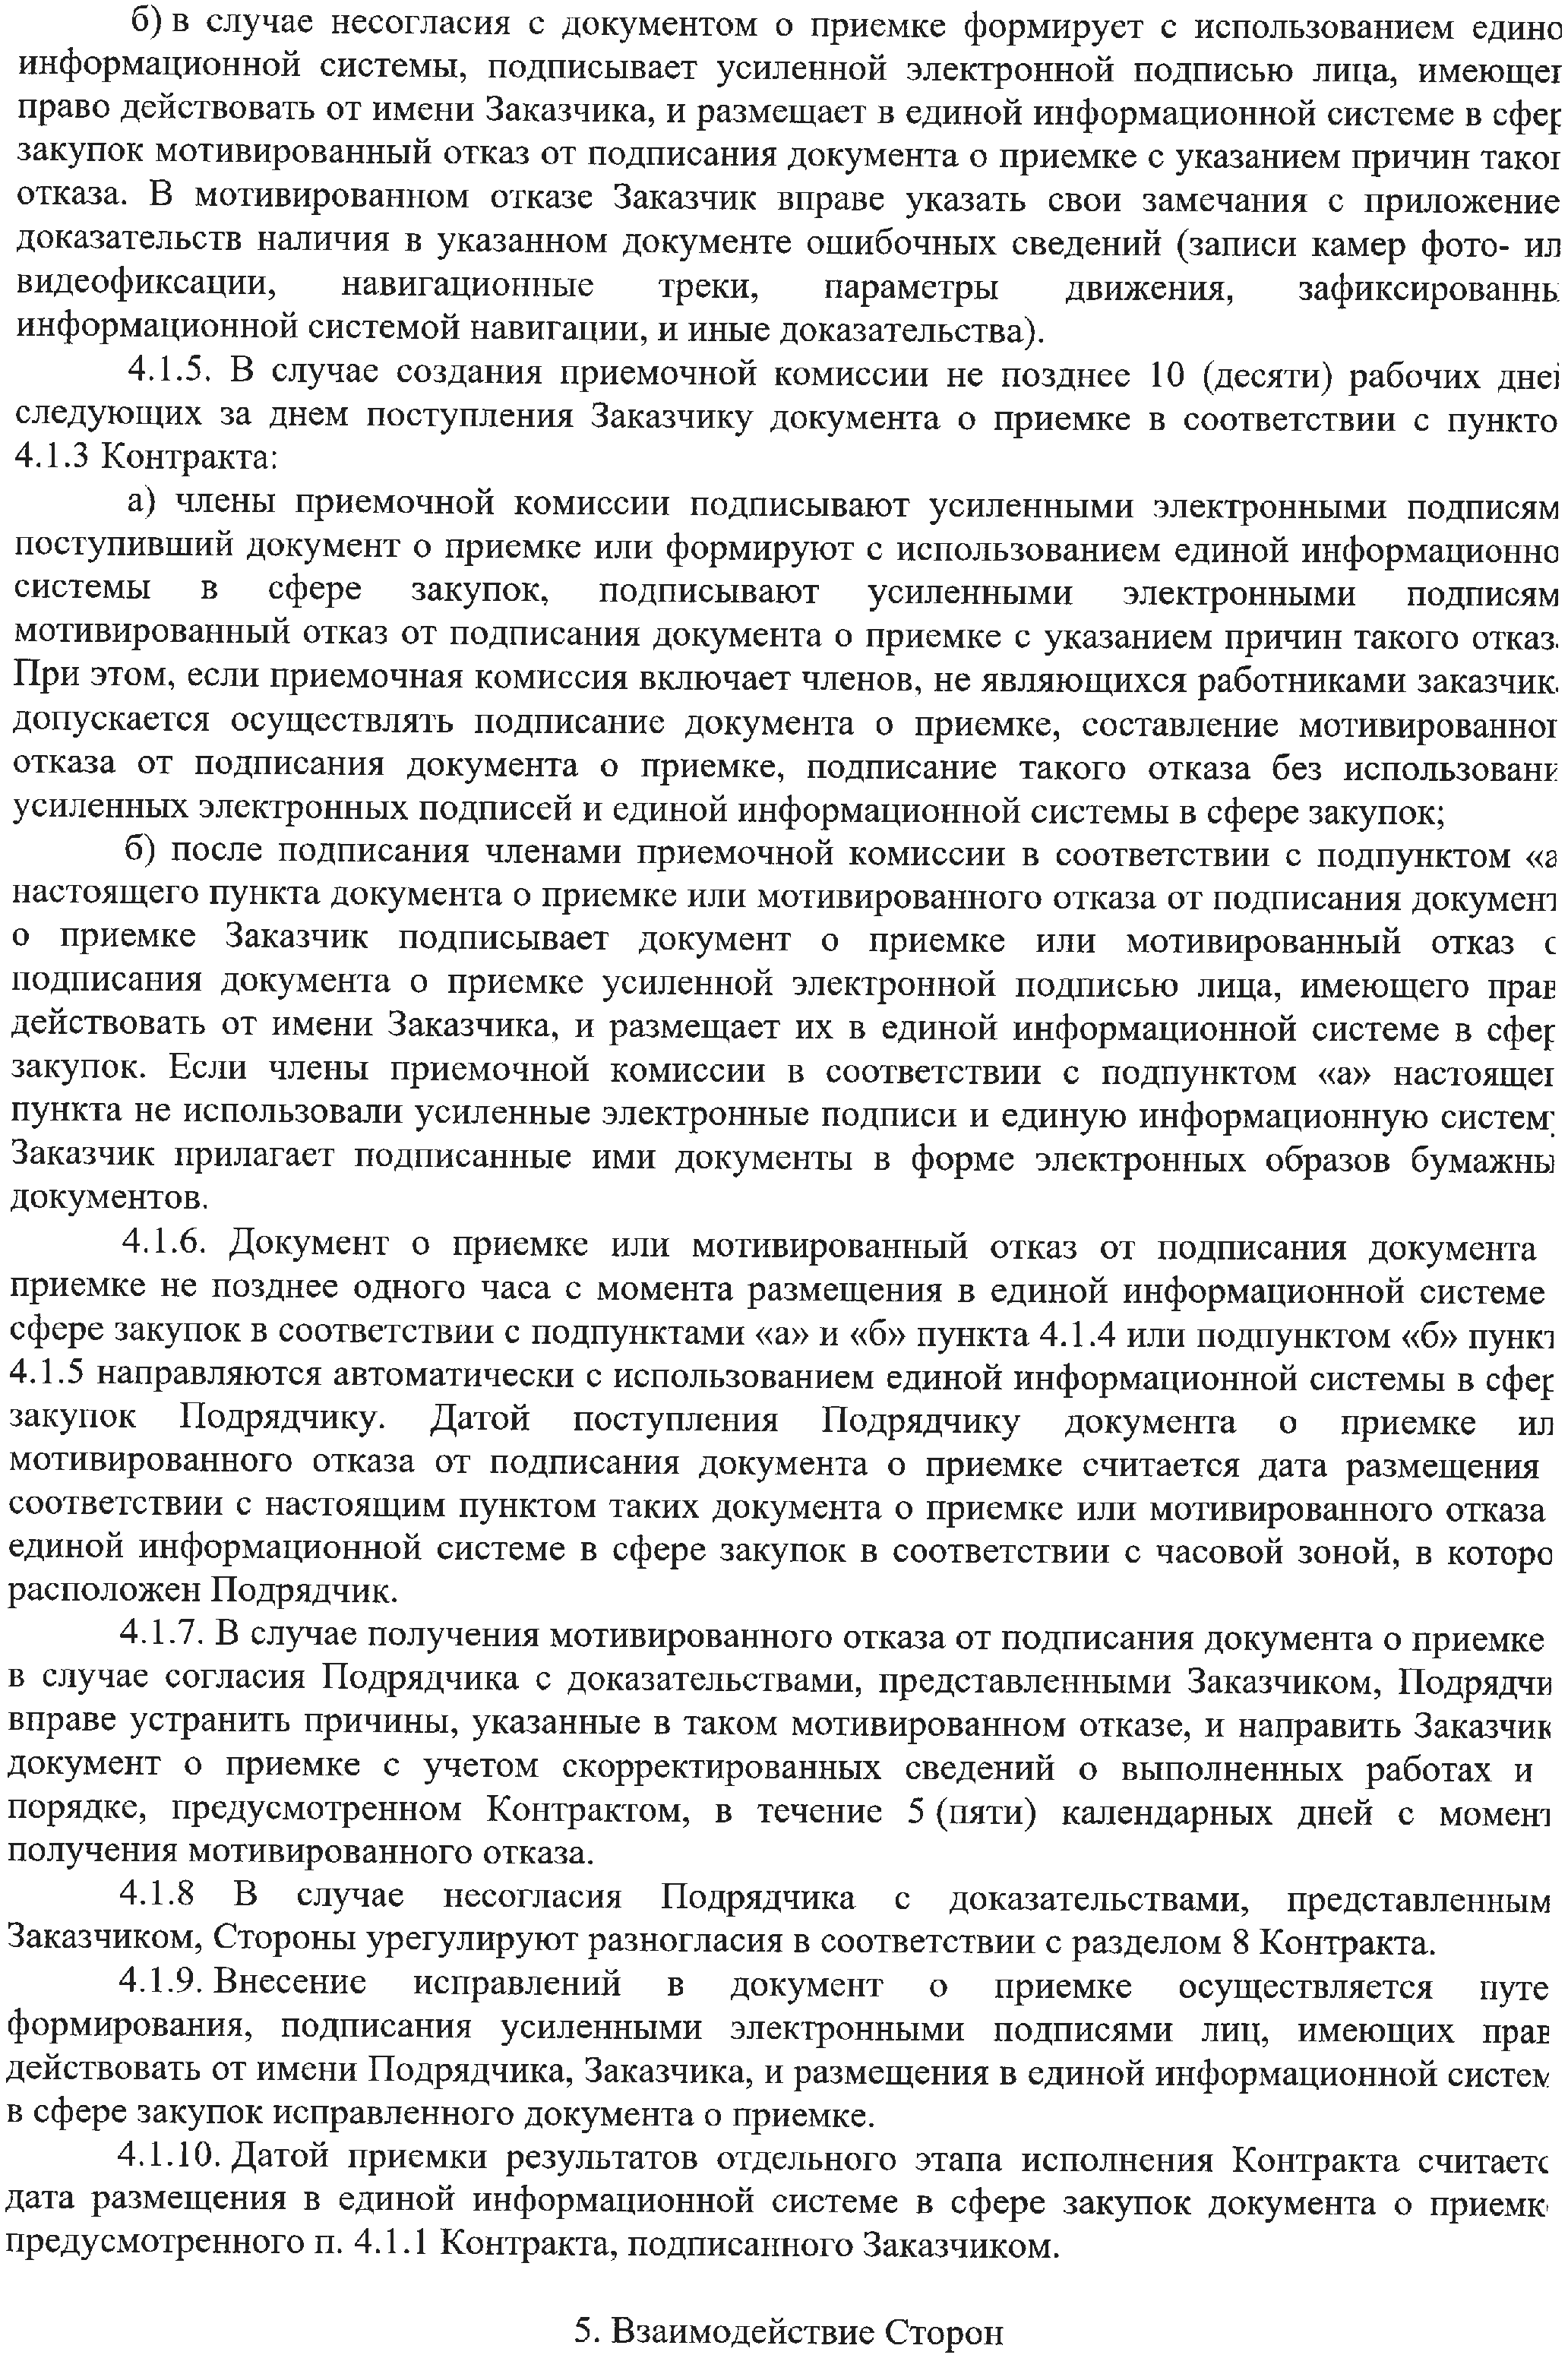 б) в случае несогласия с документом о приемке формирует с использованием едино
информационной системы, подписывает усиленной электронной подписью лица, имеющег
право действовать от имени Заказчика, и размещает в единой информационной системе в сфер
закупок мотивированный отказ от подписания документа о приемке с указанием причин таког
отказа. В мотивированном отказе Заказчик вправе указать свои замечания с приложение
доказательств наличия в указанном документе ошибочных сведений (записи камер фото- ил
видеофиксации, навигационные треки, параметры движения, зафиксированны
информационной системой навигации, и иные доказательства).
4.1.5. В случае создания приемочной комиссии не позднее 10 (десяти) рабочих дней
следующих за днем поступления Заказчику документа о приемке в соответствии с пункто
4.1.3 Контракта:
а) члены приемочной комиссии подписывают усиленными электронными подписям
поступивший документ о приемке или формируют с использованием единой информационно
системы в сфере закупок, подписывают усиленными электронными подписям
мотивированный отказ от подписания документа о приемке с указанием причин такого отказ
При этом, если приемочная комиссия включает членов, не являющихся работниками заказчик
допускается осуществлять подписание документа о приемке, составление мотивированног
отказа от подписания документа о приемке, подписание такого отказа без использовани
усиленных электронных подписей и единой информационной системы в сфере закупок;
б) после подписания членами приемочной комиссии в соответствии с подпунктом «а
настоящего пункта документа о приемке или мотивированного отказа от подписания документ
о приемке Заказчик подписывает документ о приемке или мотивированный отказ о
подписания документа о приемке усиленной электронной подписью лица, имеющего прав
действовать от имени Заказчика, и размещает их в единой информационной системе в сфер
закупок. Если члены приемочной комиссии в соответствии с подпунктом «а» настоящег
пункта не использовали усиленные электронные подписи и единую информационную систему
Заказчик прилагает подписанные ими документы в форме электронных образов бумажны
документов.
4.1.6. Документ о приемке или мотивированный отказ от подписания документа
приемке не позднее одного часа с момента размещения в единой информационной системе
сфере закупок в соответствии с подпунктами «а» и «б» пункта 4.1.4 или подпунктом «б» пункт
4.1.5 направляются автоматически с использованием единой информационной системы в сфер
закупок Подрядчику. Датой поступления Подрядчику документа о приемке ил
мотивированного отказа от подписания документа о приемке считается дата размещения
соответствии с настоящим пунктом таких документа о приемке или мотивированного отказа
единой информационной системе в сфере закупок в соответствии с часовой зоной, в которо
расположен Подрядчик.
4.1.7. В случае получения мотивированного отказа от подписания документа о приемке
в случае согласия Подрядчика с доказательствами, представленными Заказчиком, Подрядчи
вправе устранить причины, указанные в таком мотивированном отказе, и направить Заказчик
документ о приемке с учетом скорректированных сведений о выполненных работах и
порядке, предусмотренном Контрактом, в течение 5 (пяти) календарных дней с момент
получения мотивированного отказа.
4.1.8 В случае несогласия Подрядчика с доказательствами, представленным
Заказчиком, Стороны урегулируют разногласия в соответствии с разделом 8 Контракта.
4.1.9. Внесение исправлений в документ о приемке осуществляется путе
формирования, подписания усиленными электронными подписями лиц, имеющих прав
действовать от имени Подрядчика, Заказчика, и размещения в единой информационной систем
в сфере закупок исправленного документа о приемке.
4.1.10. Датой приемки результатов отдельного этапа исполнения Контракта считаетс
дата размещения в единой информационной системе в сфере закупок документа о приемк
предусмотренного п. 4.1.1 Контракта, подписанного Заказчиком.
5. Взаимодействие Сторон